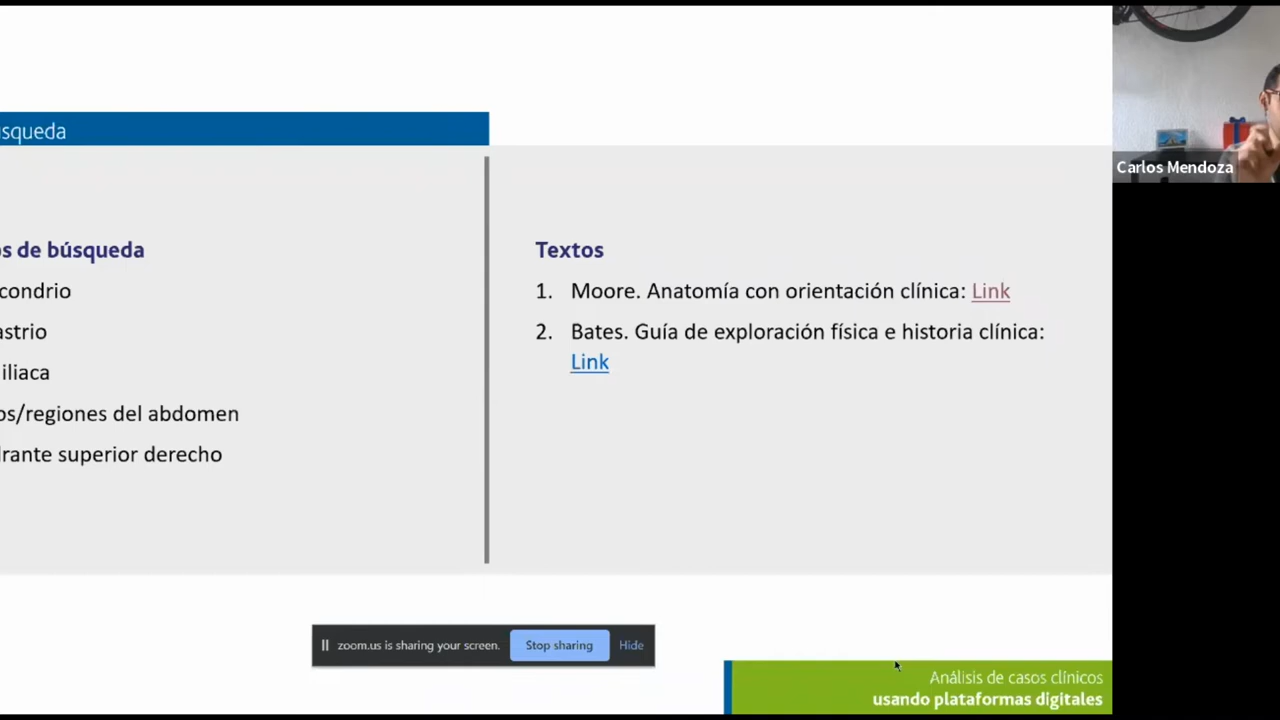 squeda
os de búsqueda
condrio
astrio
iliaca
os/regiones del abdomen
drante superior derecho
Textos
1. Moore. Anatomía con orientación clínica: Link
2. Bates. Guía de exploración física e historia clínica:
Link
Carlos Mendoza
zoom.us is sharing your screen. Stop sharing Hide
Análisis de casos clínicos
usando plataformas digitales